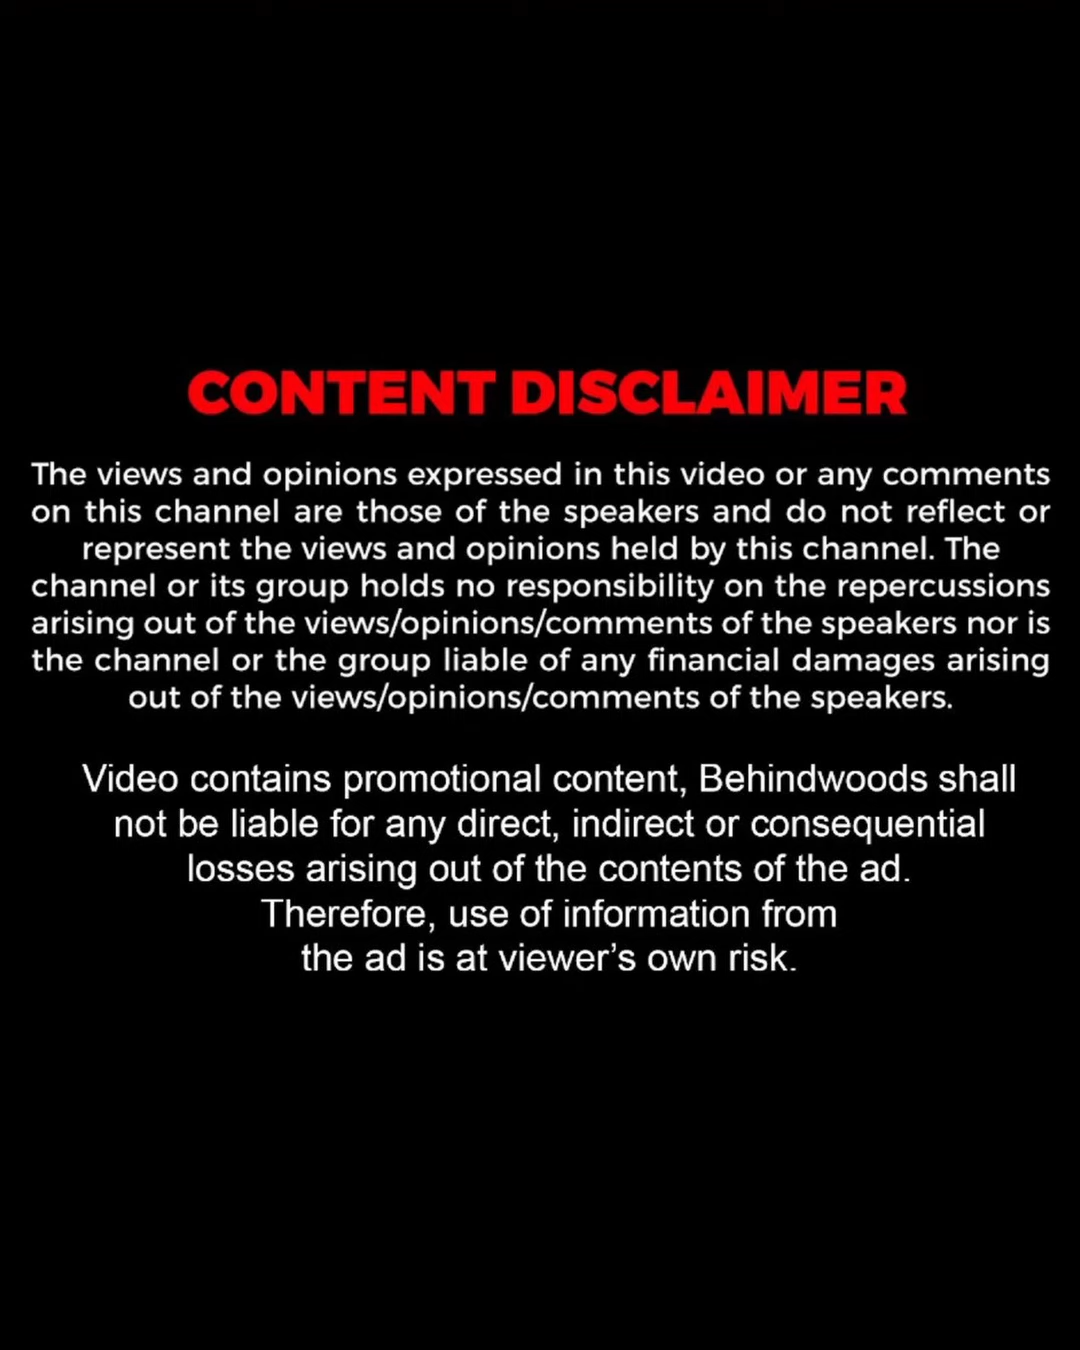 CONTENT DISCLAIMER
The views and opinions expressed in this video or any comments
on this channel are those of the speakers and do not reflect or
represent the views and opinions held by this channel. The
channel or its group holds no responsibility on the repercussions
arising out of the views/opinions/comments of the speakers nor is
the channel or the group liable of any financial damages arising
out of the views/opinions/comments of the speakers.
Video contains promotional content, Behindwoods shall
not be liable for any direct, indirect or consequential
losses arising out of the contents of the ad.
Therefore, use of information from
the ad is at viewer’s own risk.